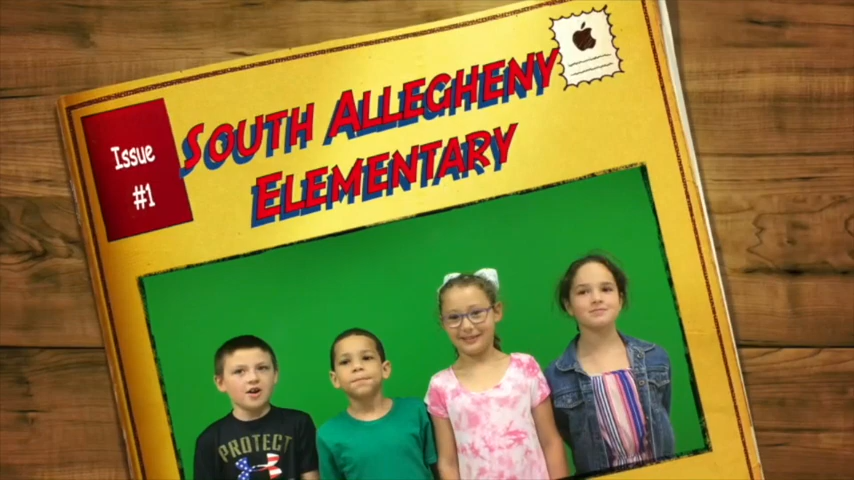 Issue
#1
SOUTH ALLEGHENY
ELEMENTARY
PROTECT